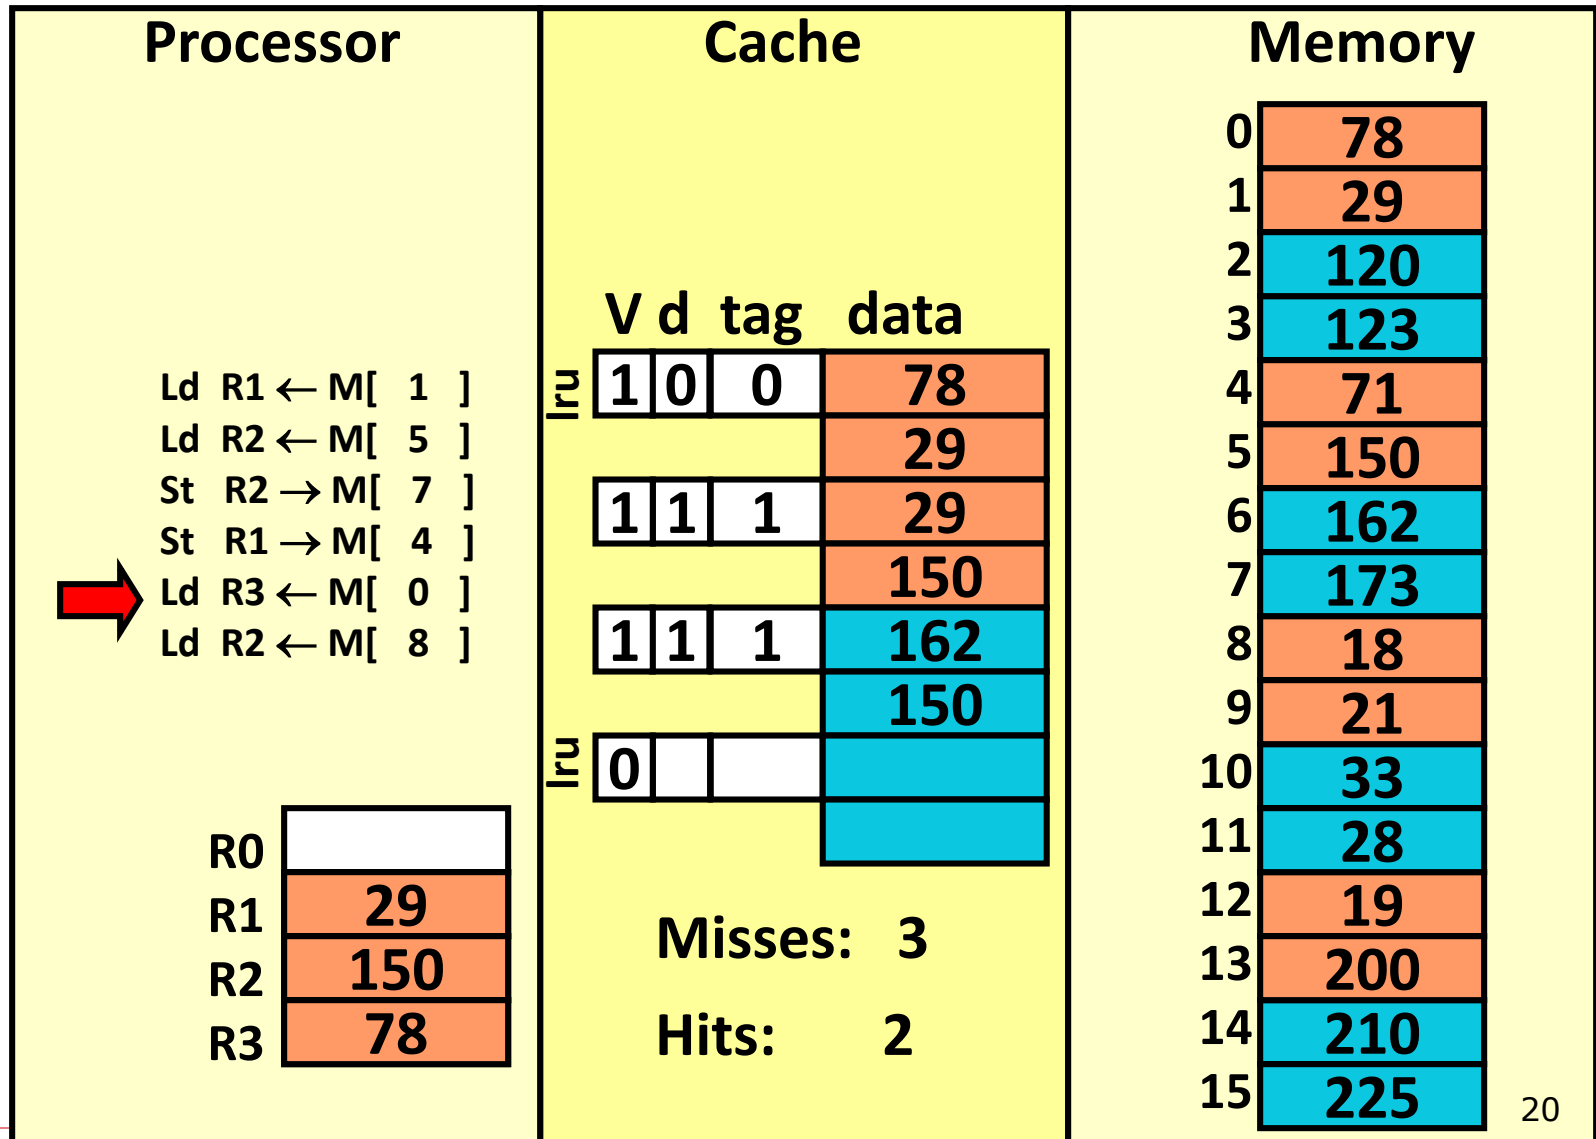 Processor
Ld R1 ← M[ 1 ]
Ld R2 ← M[ 5 ]
St R2 → M[ 7 ]
St R1 → M[ 4 ]
Ld R3 ← M[ 0 ]
Ld R2 ← M[ 8 ]
R0
R1 29
R2 150
R3 78
Cache
V d tag data
lru 1 0 0 78
29
1 1 1 29
150
1 1 1 162
150
lru 0
Misses: 3
Hits: 2
Memory
0 78
1 29
2 120
3 123
4 71
5 150
6 162
7 173
8 18
9 21
10 33
11 28
12 19
13 200
14 210
15 225
20